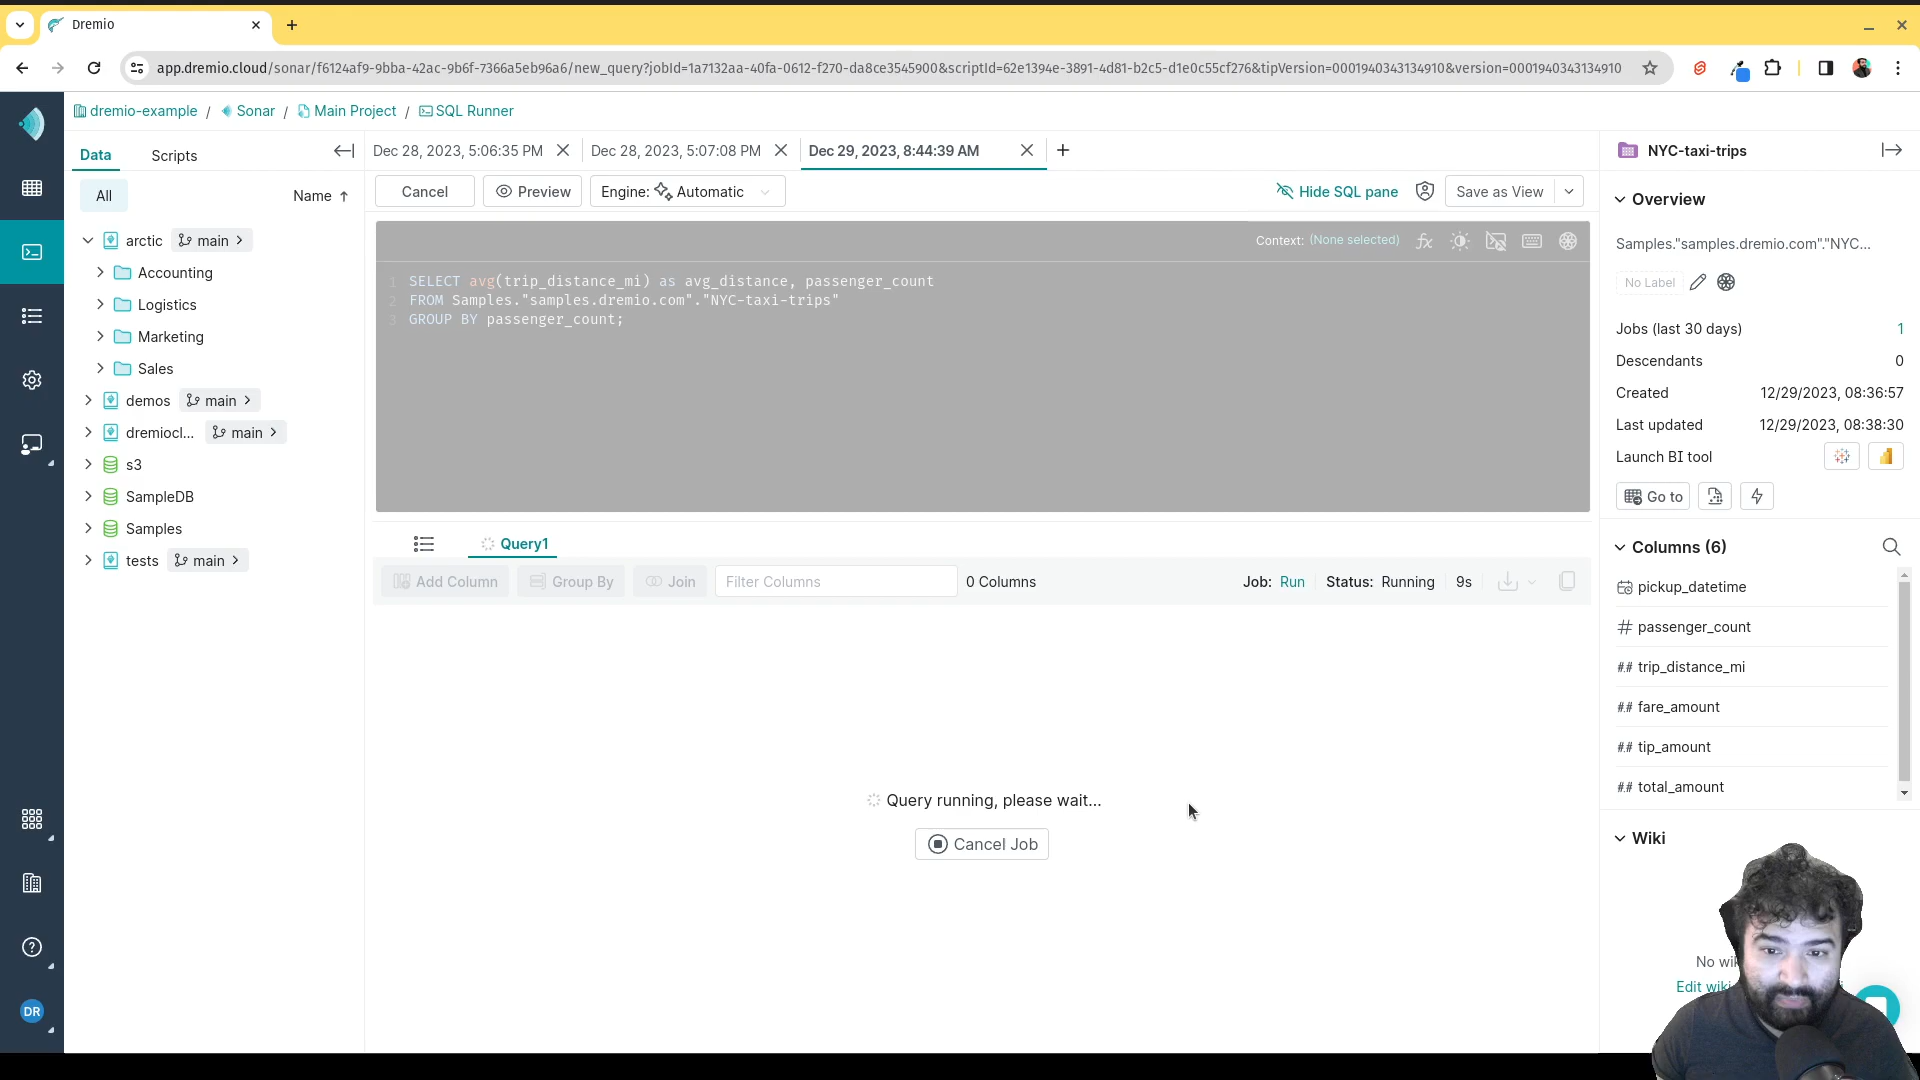 Dremio
app.dremio.cloud/sonar/f6124af9-9bba-42ac-9b6f-7366a5eb96a6/new_query?jobId=1a7132aa-40fa-0612-f270-da8ce3545900&scriptId=62e1394e-3891-4d81-b2c5-d1e0c55cf276&tipVersion=0001940343134910&version=0001940343134910
dremio-example / Sonar / Main Project / SQL Runner
Data Scripts
All Name
arctic main
Accounting
Logistics
Marketing
Sales
demos main
dremiocl... main
s3
SampleDB
Samples
tests main
DR
Dec 28, 2023, 5:06:35 PM Dec 28, 2023, 5:07:08 PM Dec 29, 2023, 8:44:39 AM
Cancel Preview Engine: Automatic Hide SQL pane Save as View
Context: (None selected)
1 SELECT avg(trip_distance_mi) as avg_distance, passenger_count
2 FROM Samples."samples.dremio.com"."NYC-taxi-trips"
3 GROUP BY passenger_count;
Query1
Add Column Group By Join Filter Columns 0 Columns Job: Run Status: Running 9s
Query running, please wait...
Cancel Job
NYC-taxi-trips
Overview
Samples."samples.dremio.com"."NYC...
No Label
Jobs (last 30 days) 1
Descendants 0
Created 12/29/2023, 08:36:57
Last updated 12/29/2023, 08:38:30
Launch BI tool
Go to
Columns (6)
pickup_datetime
# passenger_count
#.# trip_distance_mi
#.# fare_amount
#.# tip_amount
#.# total_amount
Wiki
No
Edit